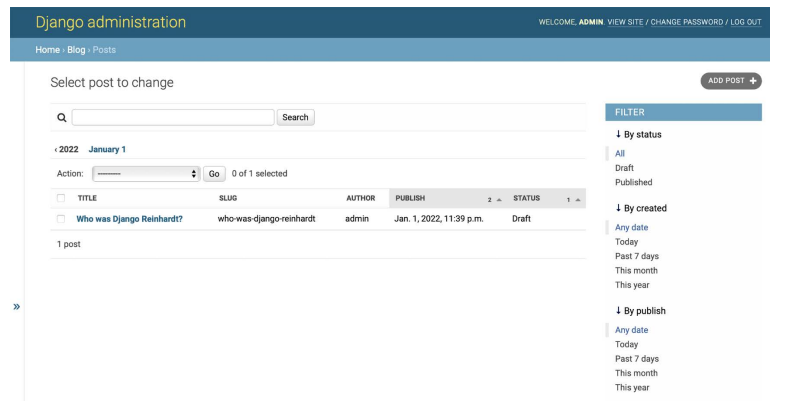 Django administration
WELCOME, ADMIN. VIEW SITE / CHANGE PASSWORD / LOG OUT
Home › Blog › Posts
Select post to change
ADD POST +
Search
‹ 2022 January 1
Action: --------- Go 0 of 1 selected
TITLE SLUG AUTHOR PUBLISH 2 STATUS 1
Who was Django Reinhardt? who-was-django-reinhardt admin Jan. 1, 2022, 11:39 p.m. Draft
1 post
»
FILTER
↓ By status
All
Draft
Published
↓ By created
Any date
Today
Past 7 days
This month
This year
↓ By publish
Any date
Today
Past 7 days
This month
This year